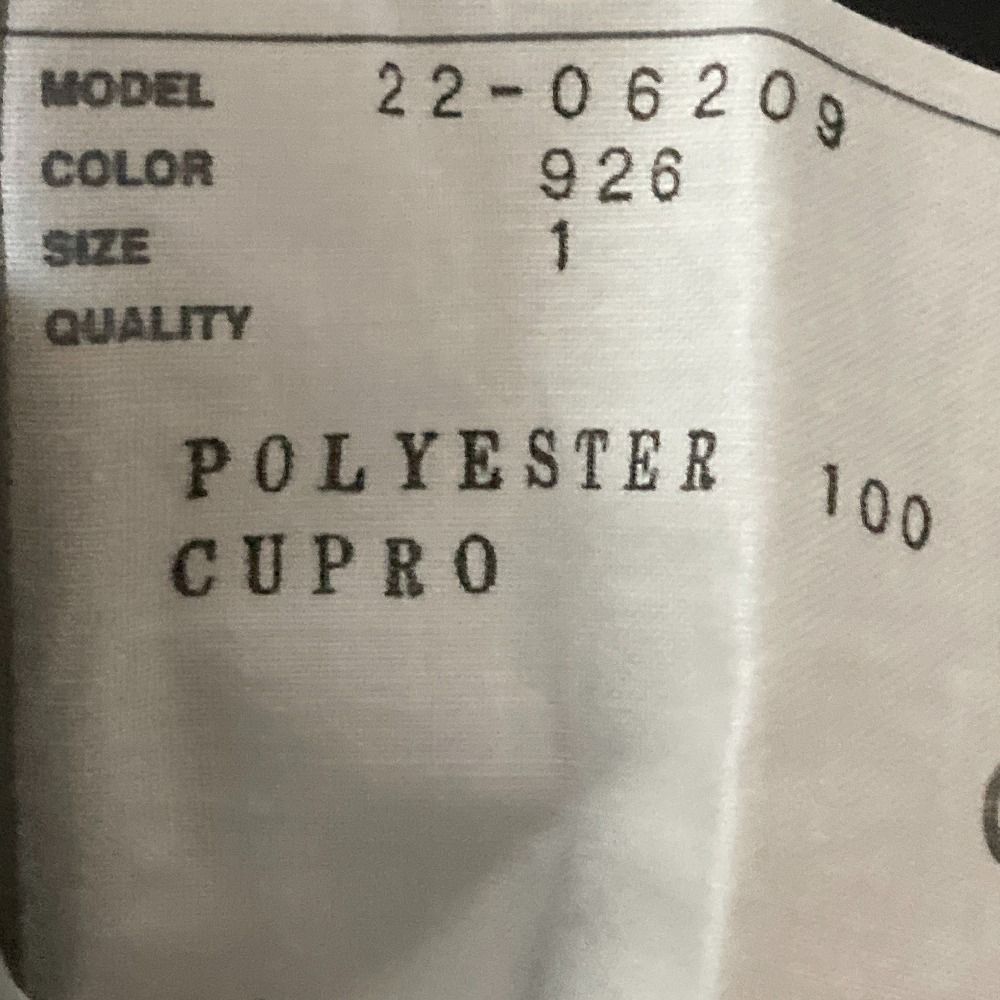 MODEL 22-06209
COLOR 926
SIZE 1
QUALITY
POLYESTER 100
CUPRO